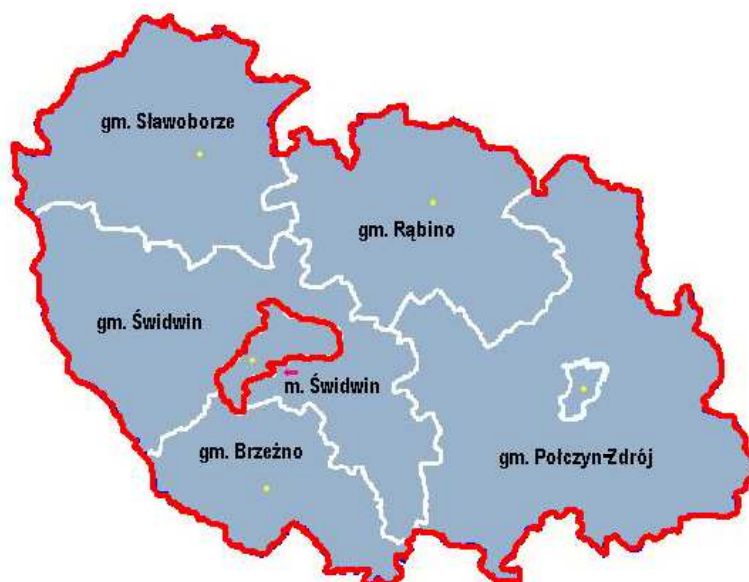 gm. Sławoborze
gm. Rąbino
gm. Świdwin
m. Świdwin
gm. Brzeżno
gm. Połczyn-Zdrój